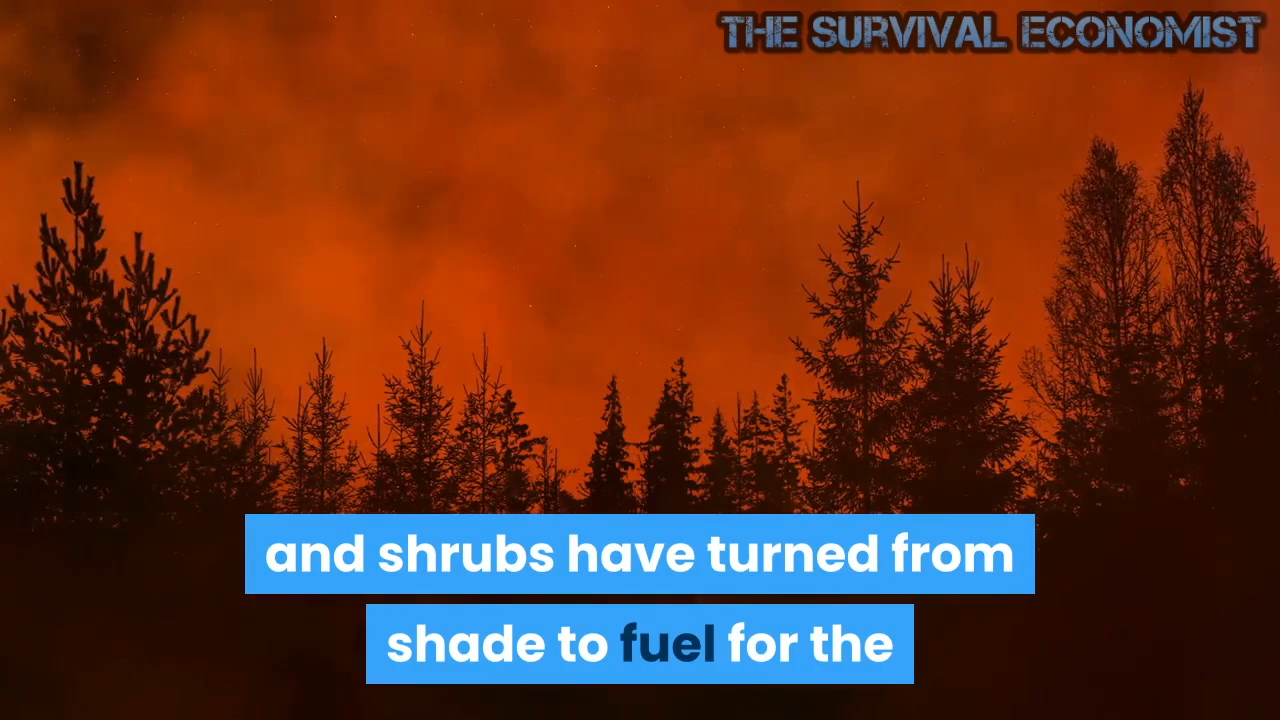 THE SURVIVAL ECONOMIST
and shrubs have turned from
shade to fuel for the